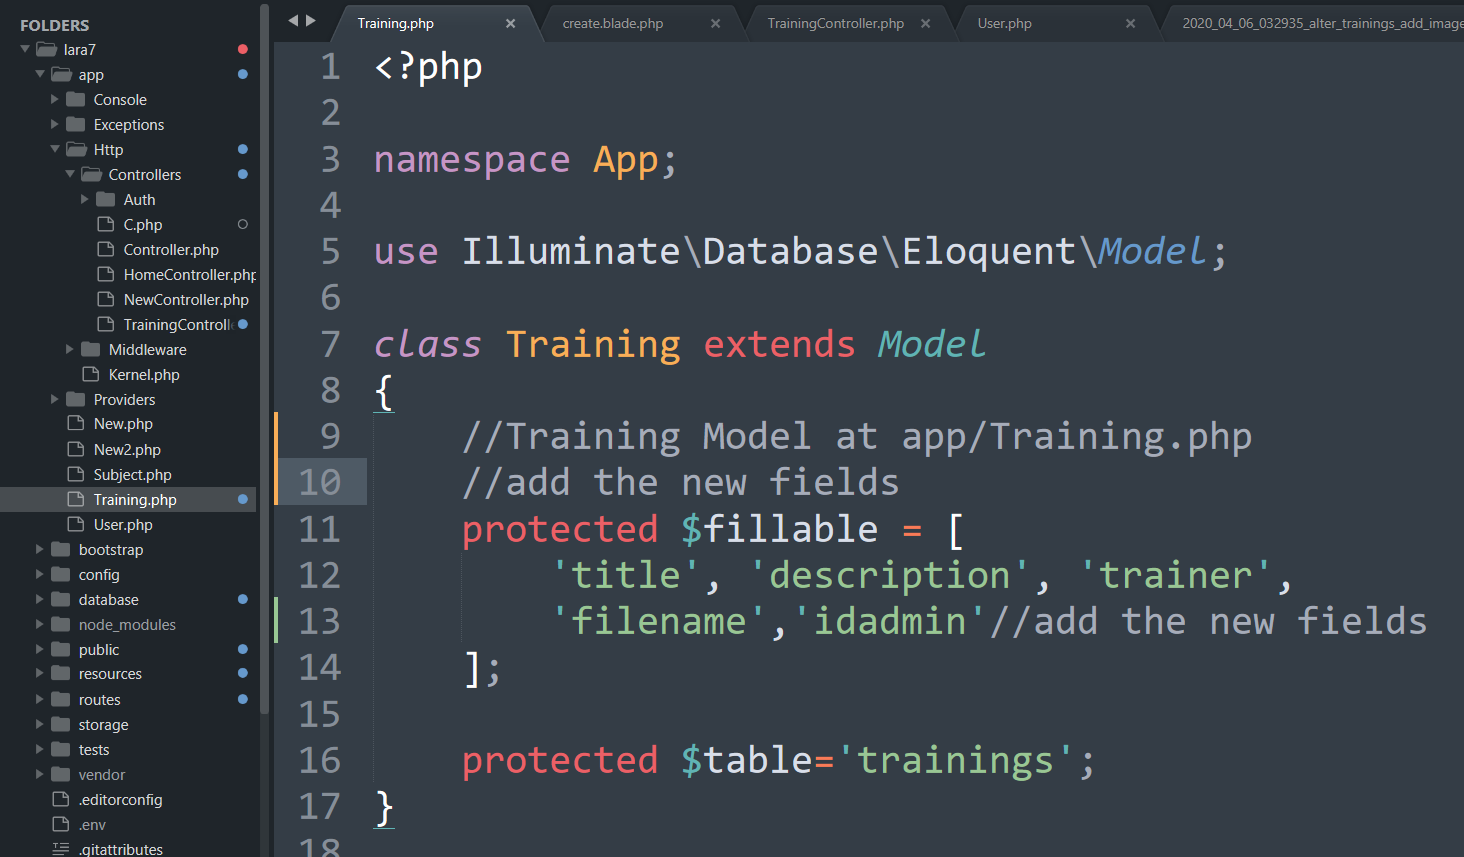 FOLDERS
lara7
app
Console
Exceptions
Http
Controllers
Auth
C.php
Controller.php
HomeController.php
NewController.php
TrainingControll
Middleware
Kernel.php
Providers
New.php
New2.php
Subject.php
Training.php
User.php
bootstrap
config
database
node_modules
public
resources
routes
storage
tests
vendor
.editorconfig
.env
.gitattributes
Training.php × create.blade.php × TrainingController.php × User.php × 2020_04_06_032935_alter_trainings_add_image
1 <?php
2
3 namespace App;
4
5 use Illuminate\Database\Eloquent\Model;
6
7 class Training extends Model
8 {
9 //Training Model at app/Training.php
10 //add the new fields
11 protected $fillable = [
12 'title', 'description', 'trainer',
13 'filename','idadmin'//add the new fields
14 ];
15
16 protected $table='trainings';
17 }
18